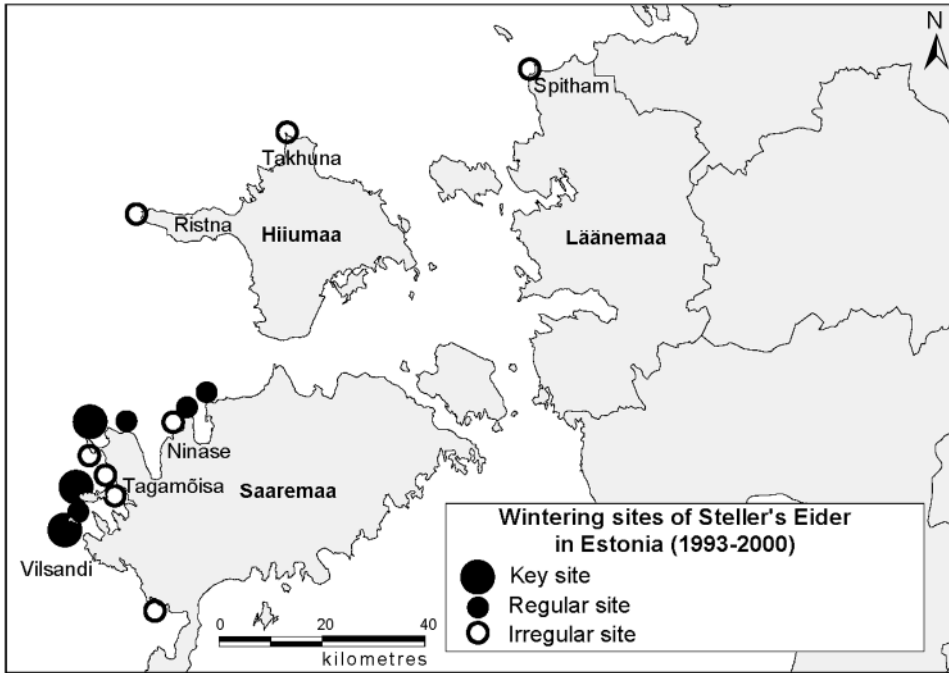 N
Spitham
Takhuna
Ristna
Hiiumaa
Läänemaa
Ninase
Tagamõisa
Saaremaa
Vilsandi
0 20 40
kilometres
Wintering sites of Steller's Eider
in Estonia (1993-2000)
Key site
Regular site
Irregular site